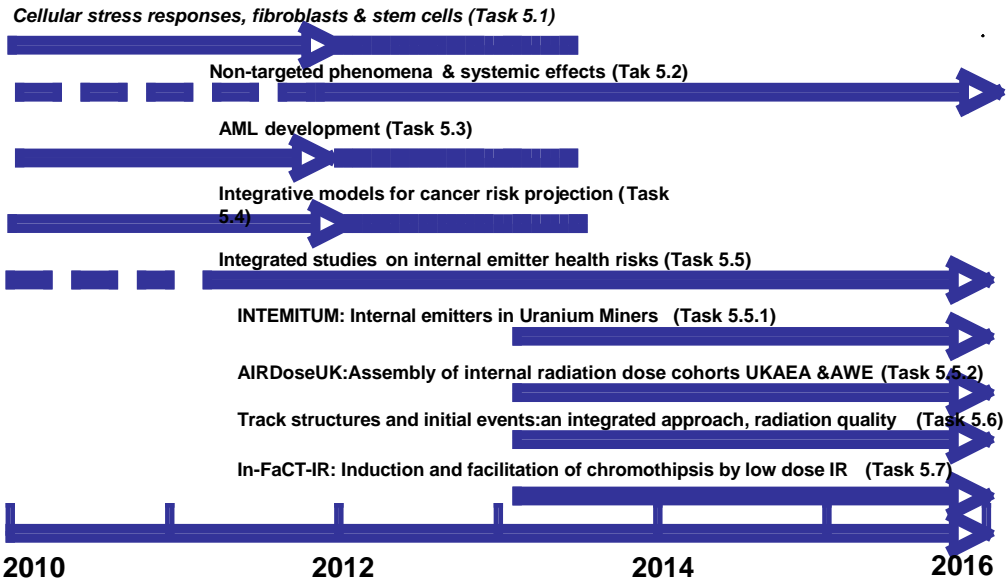 Cellular stress responses, fibroblasts & stem cells (Task 5.1)
Non-targeted phenomena & systemic effects (Tak 5.2)
AML development (Task 5.3)
Integrative models for cancer risk projection (Task
5.4)
Integrated studies on internal emitter health risks (Task 5.5)
INTEMITUM: Internal emitters in Uranium Miners (Task 5.5.1)
AIRDoseUK:Assembly of internal radiation dose cohorts UKAEA &AWE (Task 5.5.2)
Track structures and initial events:an integrated approach, radiation quality (Task 5.6)
In-FaCT-IR: Induction and facilitation of chromothipsis by low dose IR (Task 5.7)
2010 2012 2014 2016